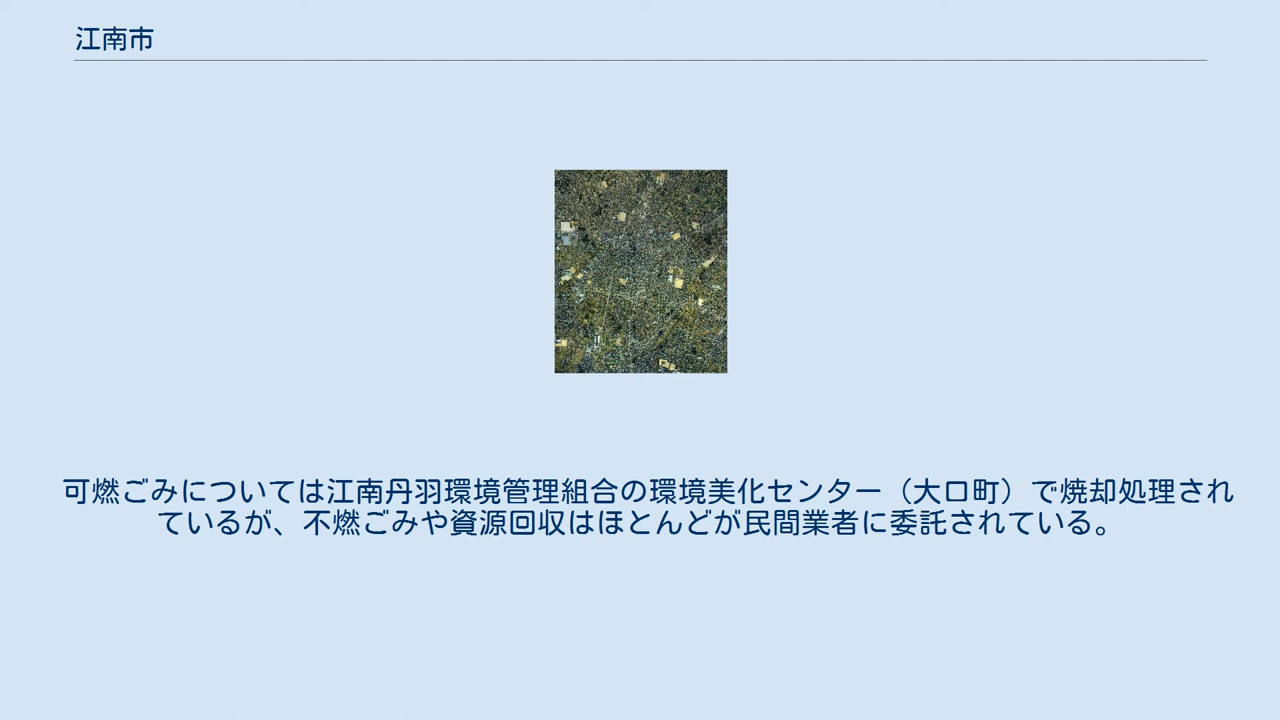 江南市
可燃ごみについては江南丹羽環境管理組合の環境美化センター（大口町）で焼却処理され
ているが、不燃ごみや資源回収はほとんどが民間業者に委託されている。